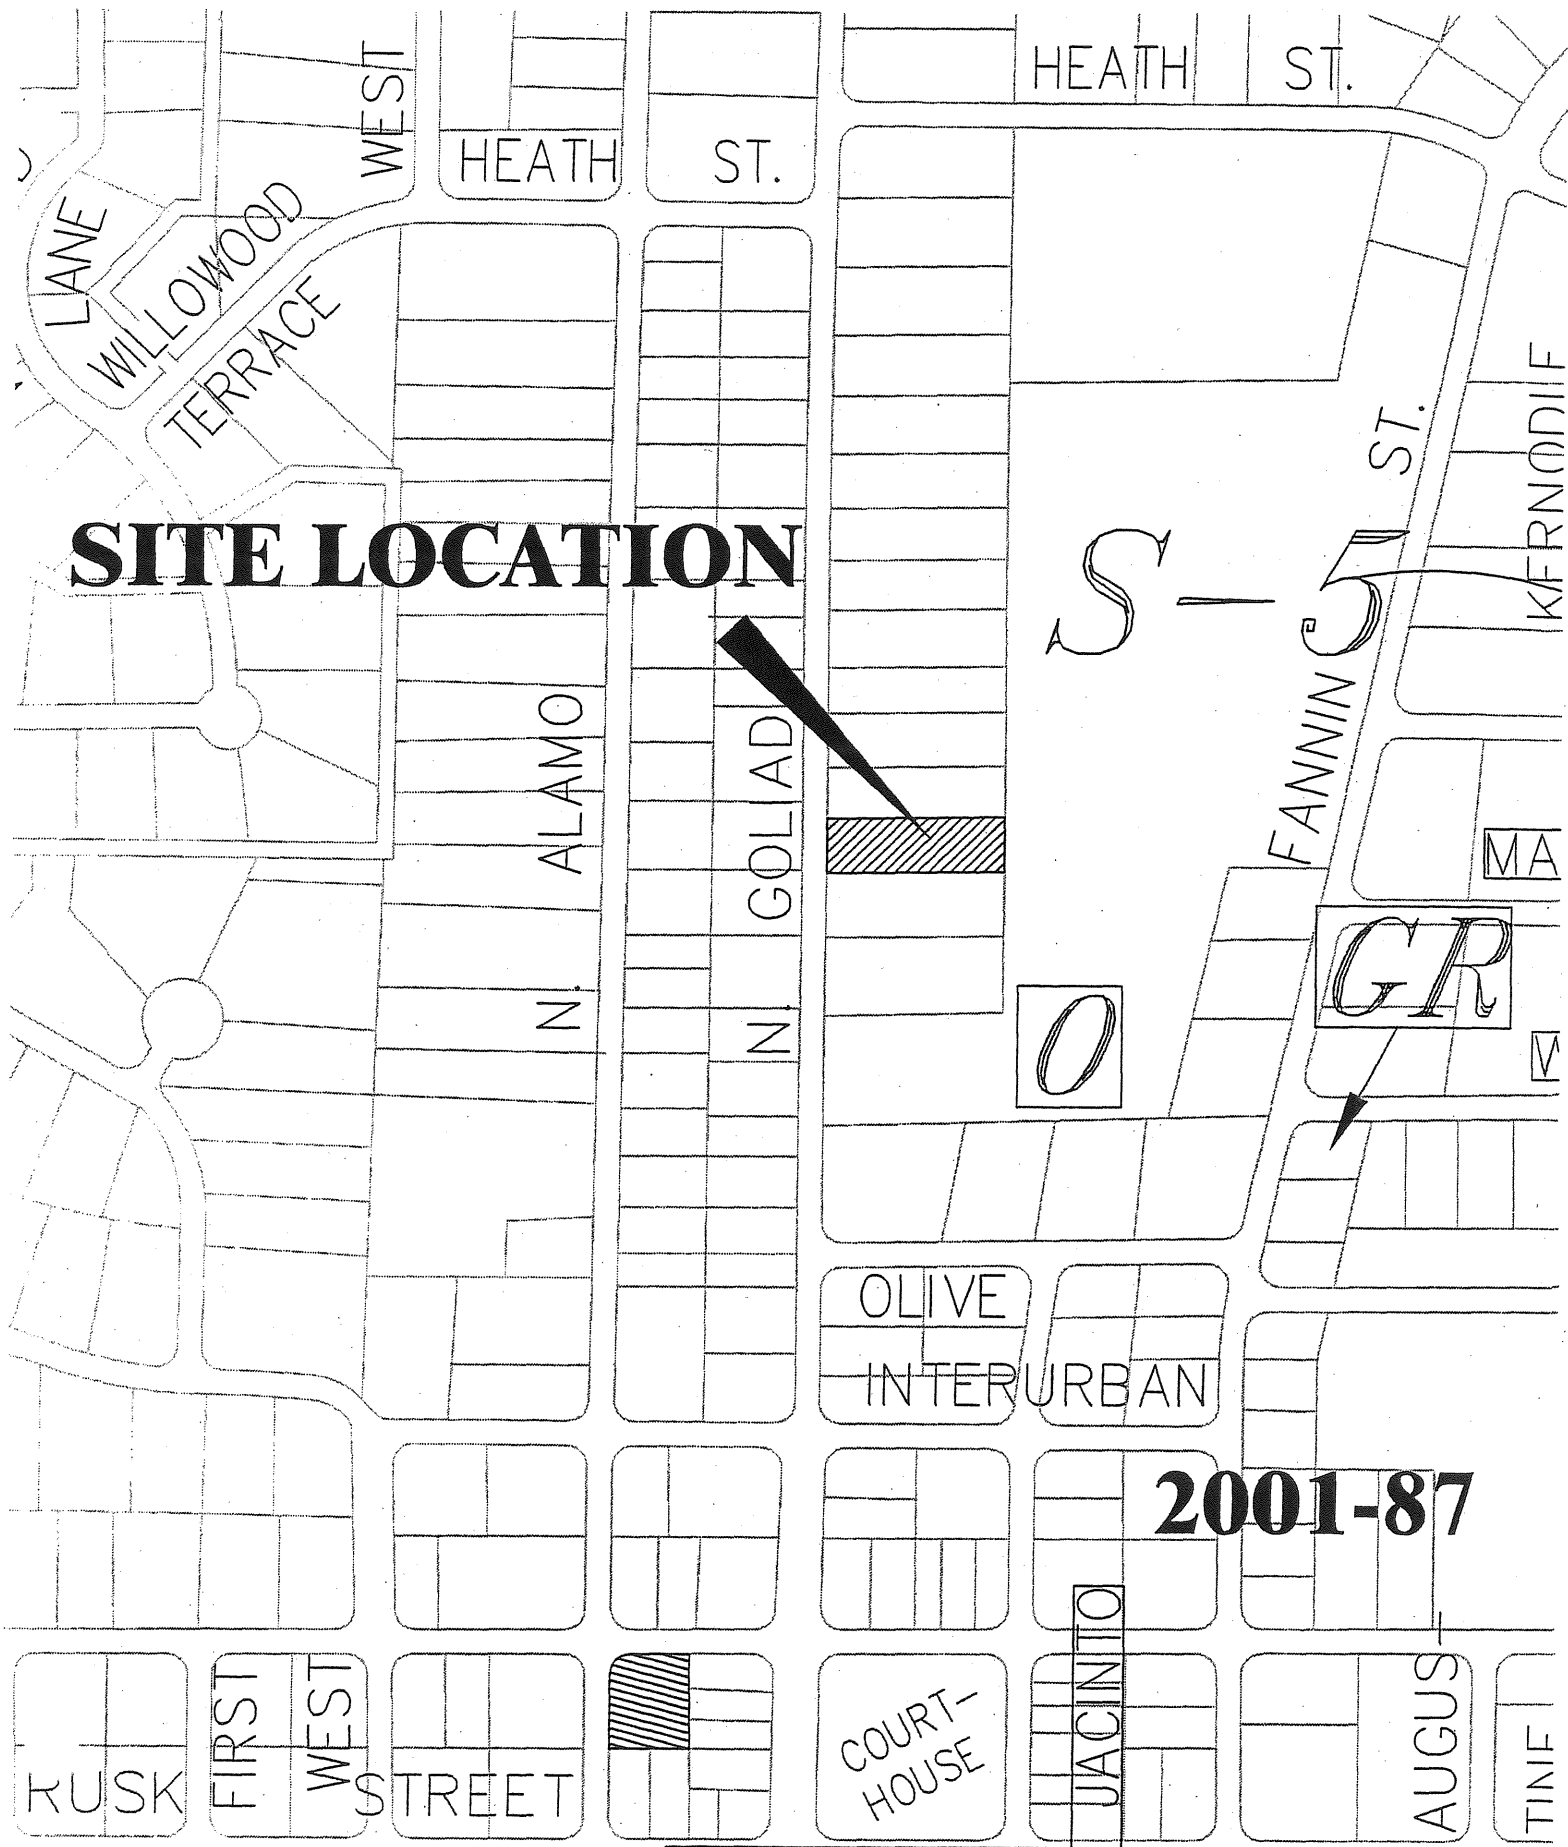 HEATH ST.
WEST
HEATH ST.
LANE
WILLOWOOD
TERRACE
ST.
SITE LOCATION
S-5
N. ALAMO
N. GOLIAD
FANNIN
MA
GR
O
OLIVE
INTERURBAN
2001-87
JACINTO
FIRST
WEST
RUSK STREET
COURT-
HOUSE
AUGUS-
TINE